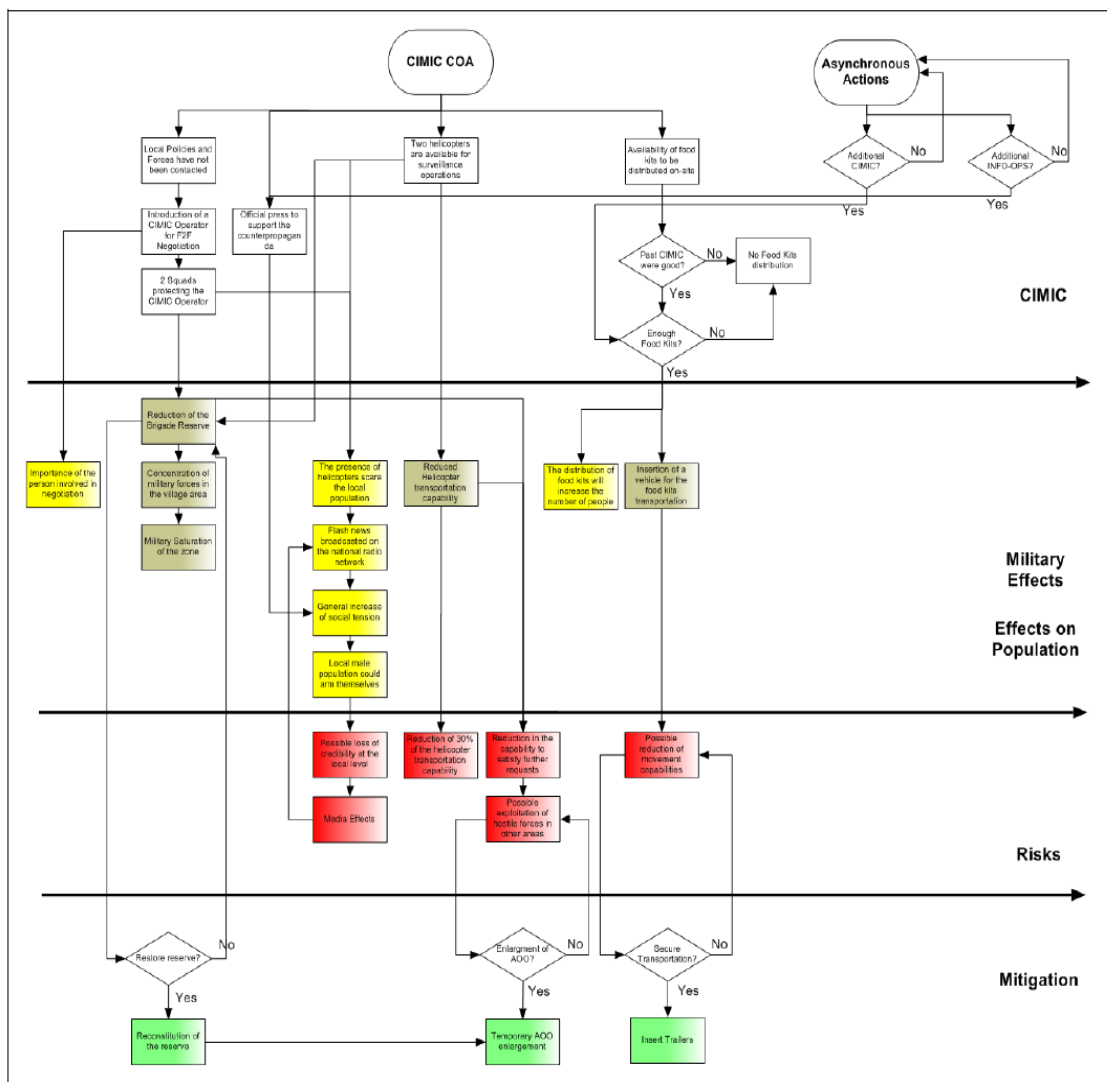 CIMIC COA
Asynchronous
Actions
Local Policies and
Forces have not
been contacted
Two helicopters
are available for
surveillance
operations
Availability of food
kits to be
distributed on-site
Additional
CIMIC?
No
Additional
INFO-OPS?
No
Yes
Yes
Introduction of a
CIMIC Operator
for F2F
Negotiation
Official press to
support the
counterpropagan
da
Past CIMIC
were good?
No
No Food Kits
distribution
Yes
2 Squads
protecting the
CIMIC Operator
CIMIC
Enough
Food Kits?
No
Yes
Reduction of the
Brigade Reserve
Importance of the
person involved in
negotiation
Concentration of
military forces in
the village area
The presence of
helicopters scare
the local
population
Reduced
Helicopter
transportation
capability
The distribution of
food kits will
increase the
number of people
Insertion of a
vehicle for the
food kits
transportation
Military Saturation
of the zone
Flash news
broadcasted on
the national radio
network
Military
Effects
General increase
of social tension
Effects on
Population
Local male
population could
arm themselves
Possible loss of
credibility at the
local level
Reduction of 30%
of the helicopter
transportation
capability
Reduction in the
capability to
satisfy further
requests
Possible
reduction of
movement
capabilities
Media Effects
Possible
exploitation of
hostile forces in
other areas
Risks
Restore reserve?
No
Enlargment of
AOO?
No
Secure
Transportation?
No
Mitigation
Yes
Yes
Yes
Reconstitution of
the reserve
Temporary AOO
enlargement
Insert Trailers